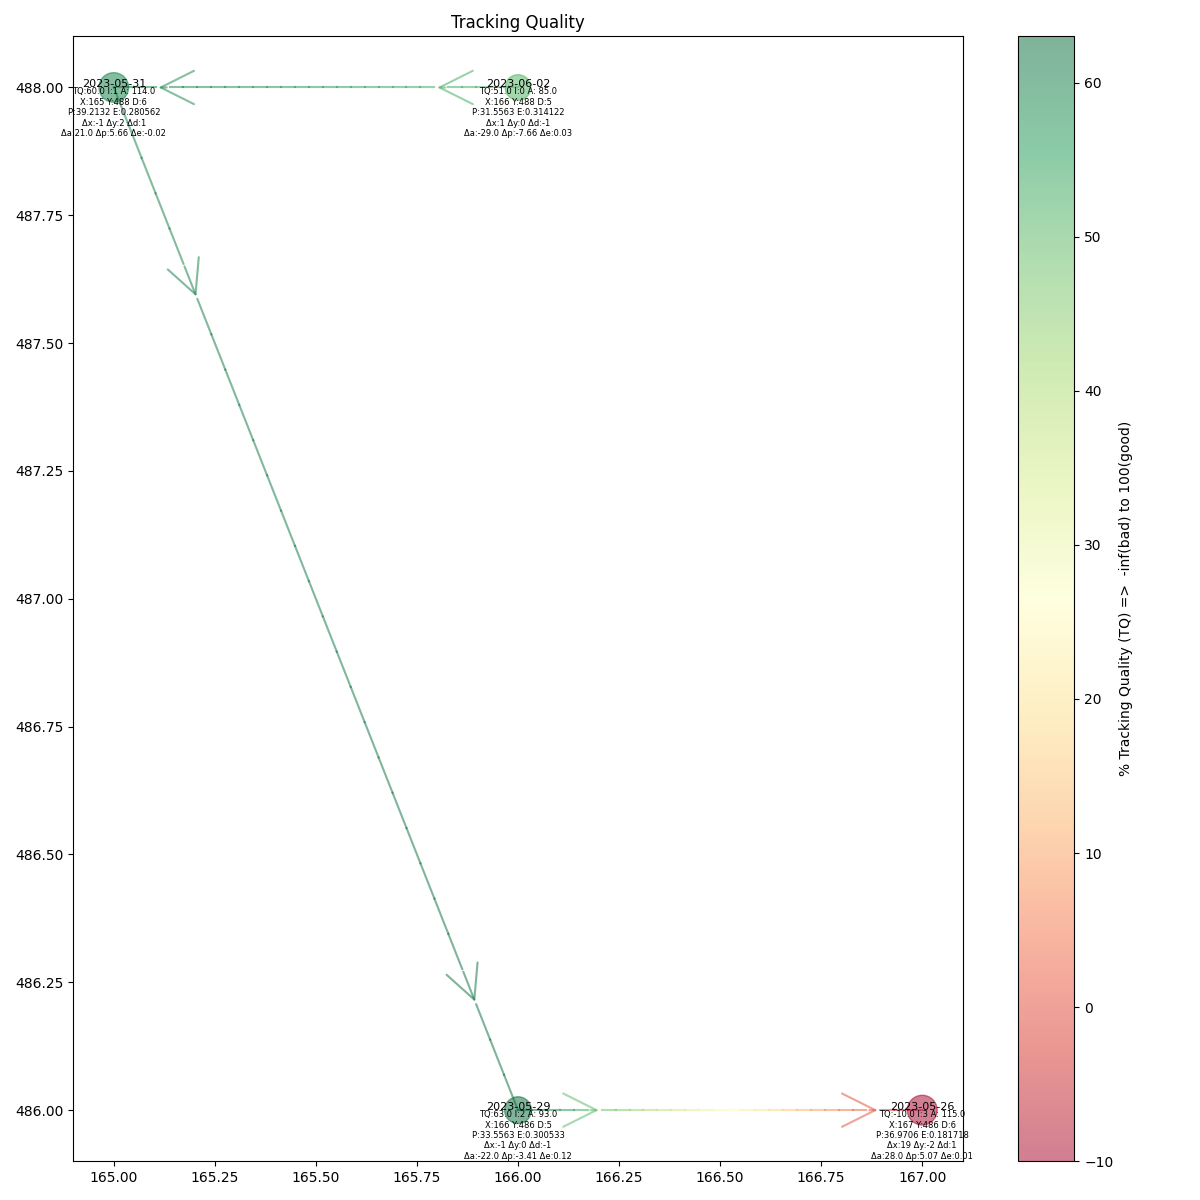 Tracking Quality
2023-05-31
TQ:60.0 I:1 A: 114.0
X:165 Y:488 D:6
P:39.2132 E:0.280562
Δx:-1 Δy:2 Δd:1
Δa:21.0 Δp:5.66 Δe:-0.02
2023-06-02
TQ:51.0 I:0 A: 85.0
X:166 Y:488 D:5
P:31.5563 E:0.314122
Δx:1 Δy:0 Δd:-1
Δa:-29.0 Δp:-7.66 Δe:0.03
2023-05-29
TQ:63.0 I:2 A: 93.0
X:166 Y:486 D:5
P:33.5563 E:0.300533
Δx:-1 Δy:0 Δd:-1
Δa:-22.0 Δp:-3.41 Δe:0.12
2023-05-26
TQ:-10.0 I:3 A: 115.0
X:167 Y:486 D:6
P:36.9706 E:0.181718
Δx:19 Δy:-2 Δd:1
Δa:28.0 Δp:5.07 Δe:0.01
488.00
487.75
487.50
487.25
487.00
486.75
486.50
486.25
486.00
165.00 165.25 165.50 165.75 166.00 166.25 166.50 166.75 167.00
60
50
40
30
20
10
0
−10
% Tracking Quality (TQ) => -inf(bad) to 100(good)